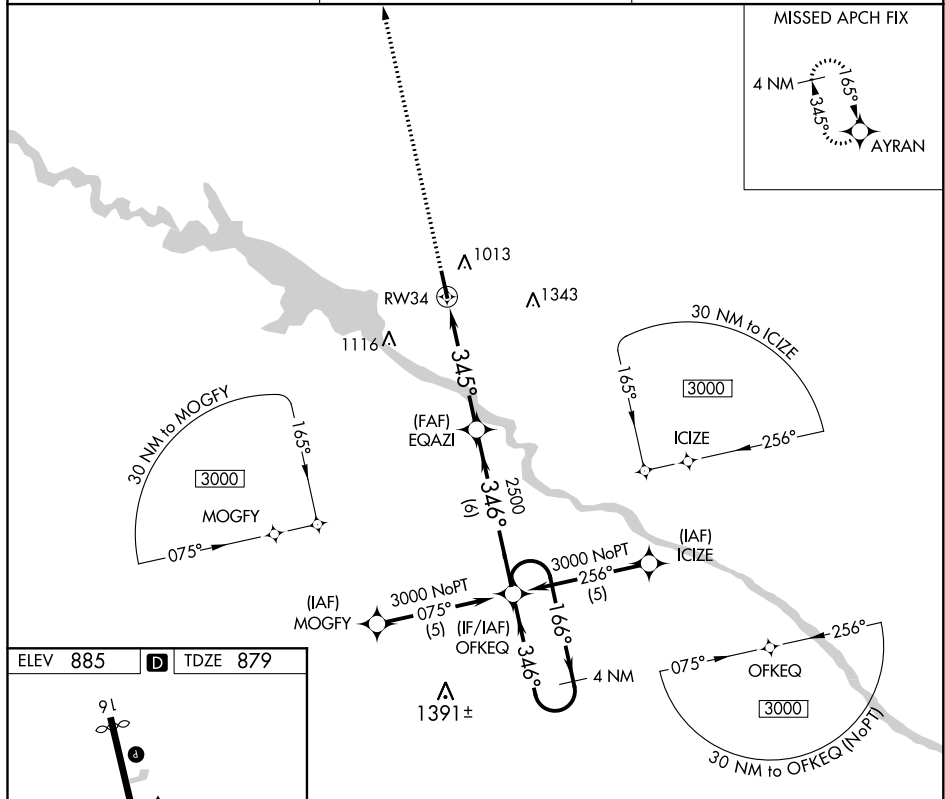 MISSED APCH FIX
4 NM
165°
345°
AYRAN
1013
RW34
1343
1116
30 NM to ICIZE
345°
165°
3000
30 NM to MOGFY
165°
(FAF)
EQAZI
ICIZE
256°
3000
2500
346°
(6)
MOGFY
075°
(IAF)
ICIZE
3000 NoPT
256°
(5)
3000 NoPT
075°
(5)
(IAF)
MOGFY
(IF/IAF)
OFKEQ
166°
346°
4 NM
256°
075°
OFKEQ
3000
30 NM to OFKEQ (NoPT)
1391 ±
ELEV 885
D
TDZE 879
16
P